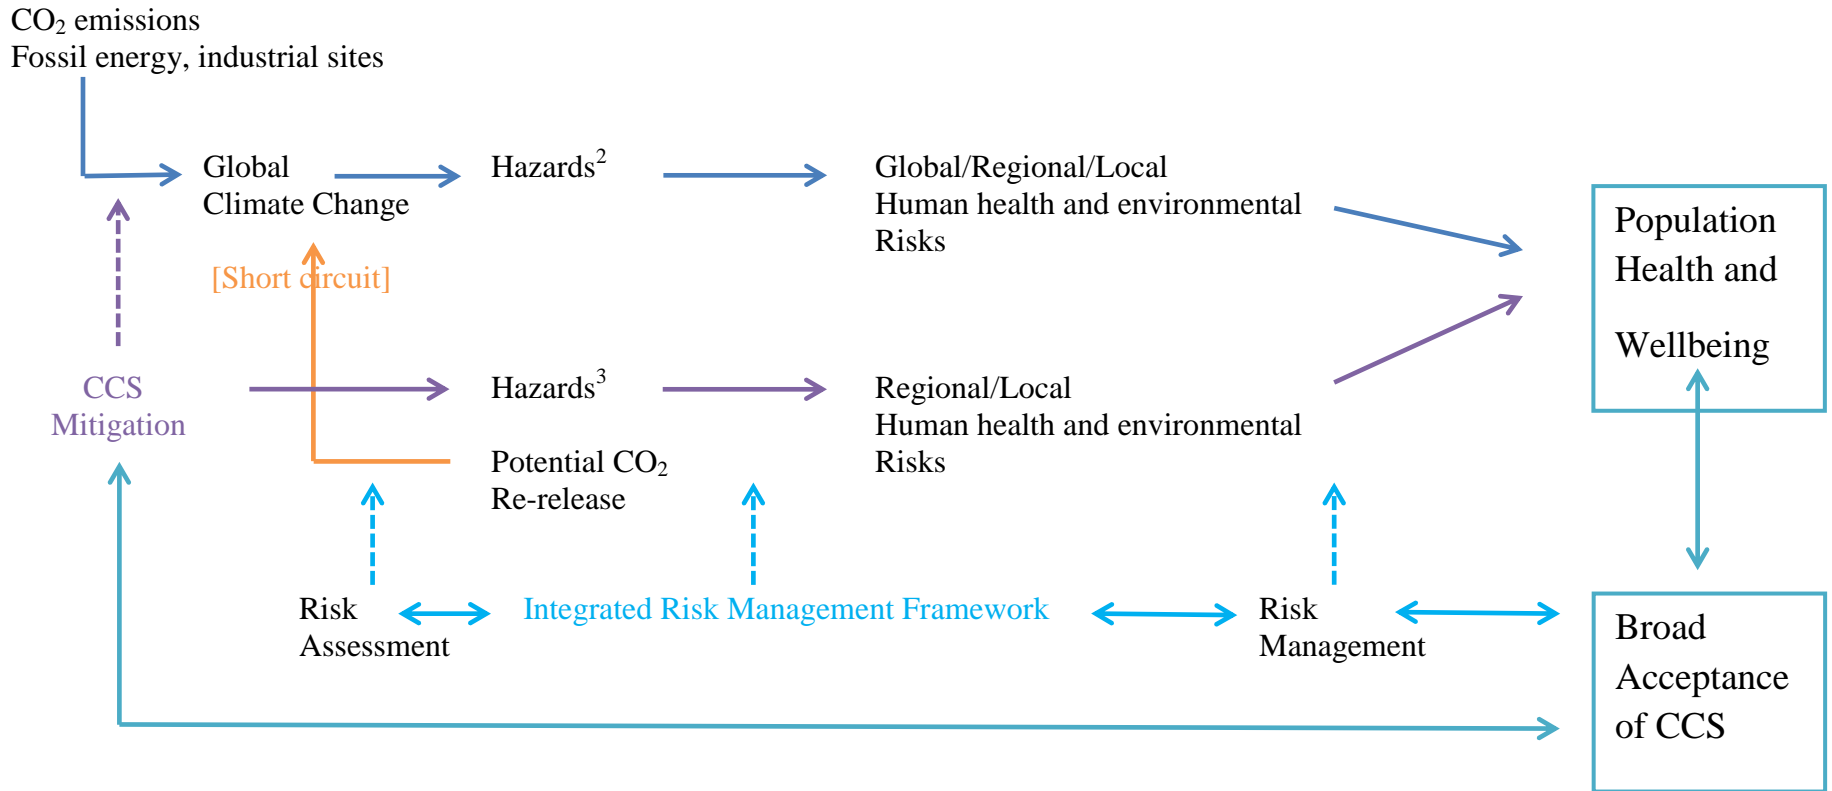 CO₂ emissions
Fossil energy, industrial sites
Global
Climate Change
Hazards²
Global/Regional/Local
Human health and environmental
Risks
Population
Health and
Wellbeing
[Short circuit]
CCS
Mitigation
Hazards³
Potential CO₂
Re-release
Regional/Local
Human health and environmental
Risks
Risk
Assessment
Integrated Risk Management Framework
Risk
Management
Broad
Acceptance
of CCS